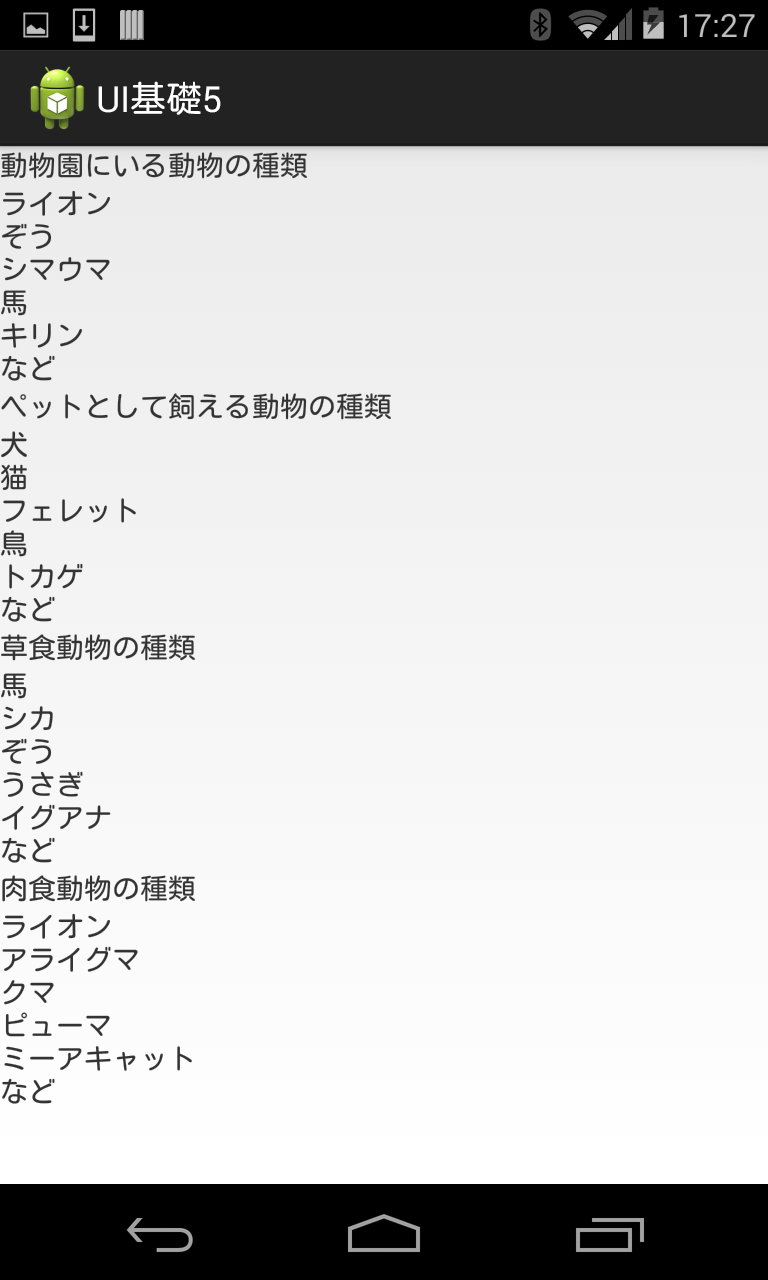 17:27
UI基礎5
動物園にいる動物の種類
ライオン
ぞう
シマウマ
馬
キリン
など
ペットとして飼える動物の種類
犬
猫
フェレット
鳥
トカゲ
など
草食動物の種類
馬
シカ
ぞう
うさぎ
イグアナ
など
肉食動物の種類
ライオン
アライグマ
クマ
ピューマ
ミーアキャット
など